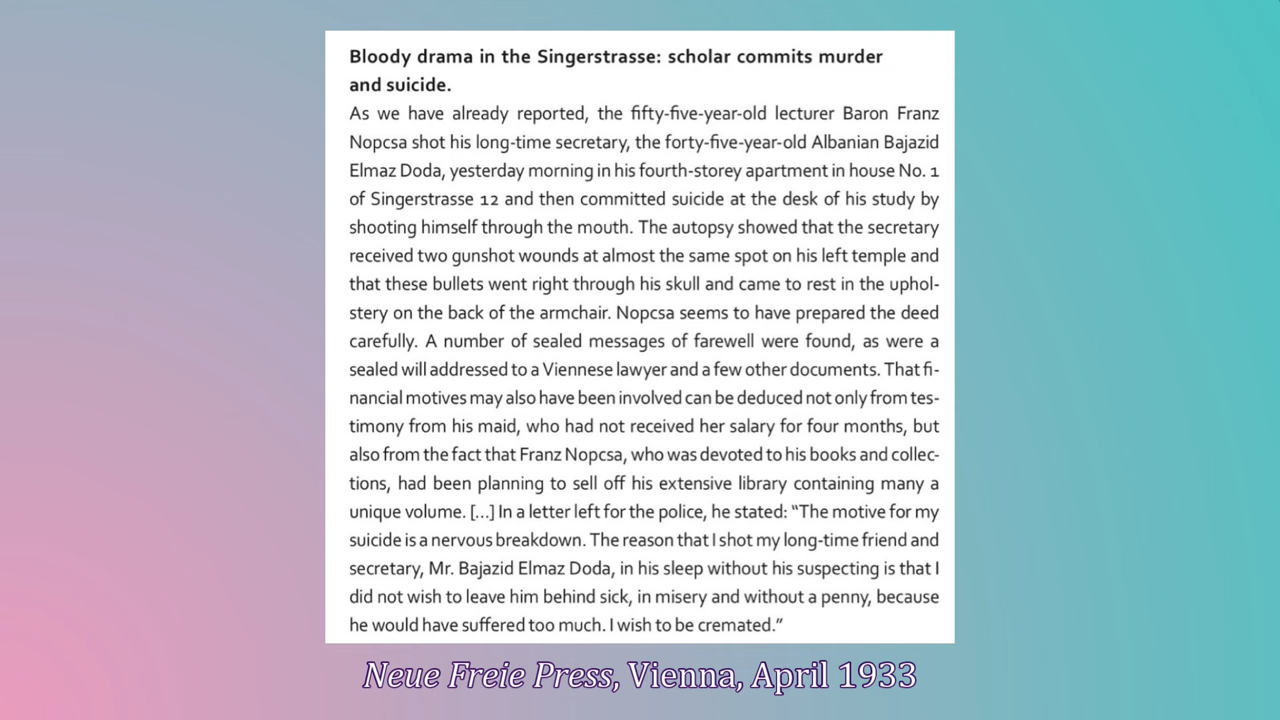 Bloody drama in the Singerstrasse: scholar commits murder
and suicide.
As we have already reported, the fifty-five-year-old lecturer Baron Franz
Nopcsa shot his long-time secretary, the forty-five-year-old Albanian Bajazid
Elmaz Doda, yesterday morning in his fourth-storey apartment in house No. 1
of Singerstrasse 12 and then committed suicide at the desk of his study by
shooting himself through the mouth. The autopsy showed that the secretary
received two gunshot wounds at almost the same spot on his left temple and
that these bullets went right through his skull and came to rest in the uphol-
stery on the back of the armchair. Nopcsa seems to have prepared the deed
carefully. A number of sealed messages of farewell were found, as were a
sealed will addressed to a Viennese lawyer and a few other documents. That fi-
nancial motives may also have been involved can be deduced not only from tes-
timony from his maid, who had not received her salary for four months, but
also from the fact that Franz Nopcsa, who was devoted to his books and collec-
tions, had been planning to sell off his extensive library containing many a
unique volume. [...] In a letter left for the police, he stated: “The motive for my
suicide is a nervous breakdown. The reason that I shot my long-time friend and
secretary, Mr. Bajazid Elmaz Doda, in his sleep without his suspecting is that I
did not wish to leave him behind sick, in misery and without a penny, because
he would have suffered too much. I wish to be cremated.”
Neue Freie Press, Vienna, April 1933